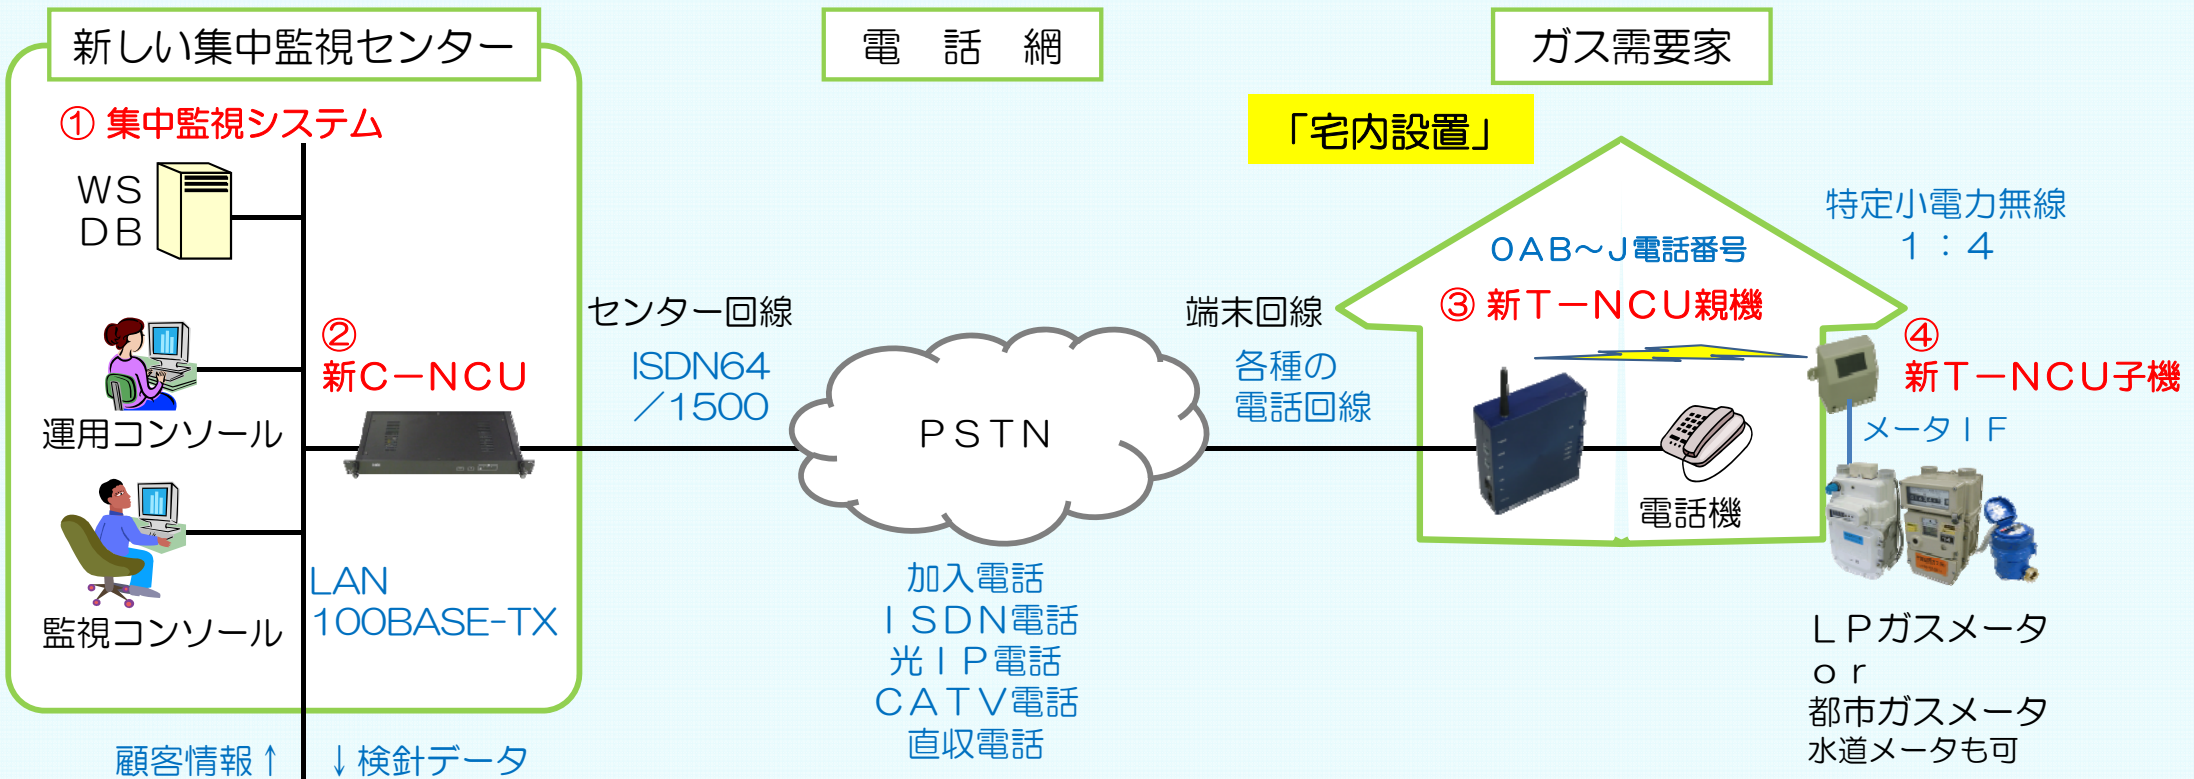 新しい集中監視センター
電　話　網
ガス需要家
① 集中監視システム
「宅内設置」
WS
DB
特定小電力無線
1：4
0AB～J電話番号
センター回線
端末回線
③ 新T－NCU親機
②
新C－NCU
④
新T－NCU子機
ISDN64
／1500
各種の
電話回線
PSTN
運用コンソール
メータIF
電話機
LAN
100BASE-TX
監視コンソール
加入電話
ISDN電話
光IP電話
CATV電話
直収電話
LPガスメータ
or
都市ガスメータ
水道メータも可
顧客情報↑
↓検針データ